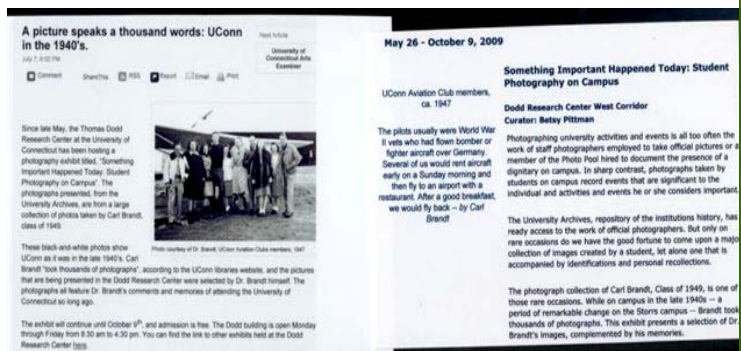 A picture speaks a thousand words: UConn
in the 1940's.
July 7, 9:02 PM
Next Article
University of
Connecticut Arts
Examiner
Comment ShareThis RSS Report Email Print
Since late May, the Thomas Dodd
Research Center at the University of
Connecticut has been hosting a
photography exhibit titled, "Something
Important Happened Today: Student
Photography on Campus". The
photographs presented, from the
University Archives, are from a large
collection of photos taken by Carl Brandt,
class of 1949.
These black-and-white photos show
UConn as it was in the late 1940's. Carl
Photo courtesy of Dr. Brandt, UConn Aviation Clubs members, 1947
Brandt "took thousands of photographs", according to the UConn libraries website, and the pictures
that are being presented in the Dodd Research Center were selected by Dr. Brandt himself. The
photographs all feature Dr. Brandt's comments and memories of attending the University of
Connecticut so long ago.
The exhibit will continue until October 9th, and admission is free. The Dodd building is open Monday
through Friday from 8:30 am to 4:30 pm. You can find the link to other exhibits held at the Dodd
Research Center here.
May 26 - October 9, 2009
UConn Aviation Club members,
ca. 1947
The pilots usually were World War
II vets who had flown bomber or
fighter aircraft over Germany.
Several of us would rent aircraft
early on a Sunday morning and
then fly to an airport with a
restaurant. After a good breakfast,
we would fly back -- by Carl
Brandt
Something Important Happened Today: Student
Photography on Campus
Dodd Research Center West Corridor
Curator: Betsy Pittman
Photographing university activities and events is all too often the
work of staff photographers employed to take official pictures or a
member of the Photo Pool hired to document the presence of a
dignitary on campus. In sharp contrast, photographs taken by
students on campus record events that are significant to the
individual and activities and events he or she considers important.
The University Archives, repository of the institutions history, has
ready access to the work of official photographers. But only on
rare occasions do we have the good fortune to come upon a majo
collection of images created by a student, let alone one that is
accompanied by identifications and personal recollections.
The photograph collection of Carl Brandt, Class of 1949, is one of
those rare occasions. While on campus in the late 1940s -- a
period of remarkable change on the Storrs campus -- Brandt took
thousands of photographs. This exhibit presents a selection of Dr.
Brandt's images, complemented by his memories.